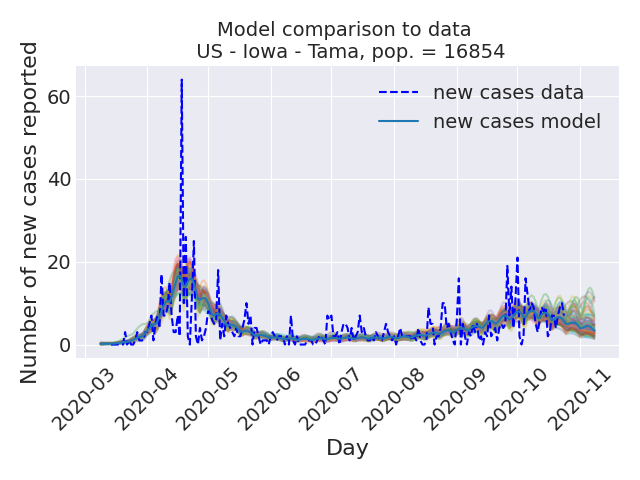 Model comparison to data
US - Iowa - Tama, pop. = 16854
new cases data
new cases model
Number of new cases reported
60
40
20
0
2020-03
2020-04
2020-05
2020-06
2020-07
2020-08
2020-09
2020-10
2020-11
Day